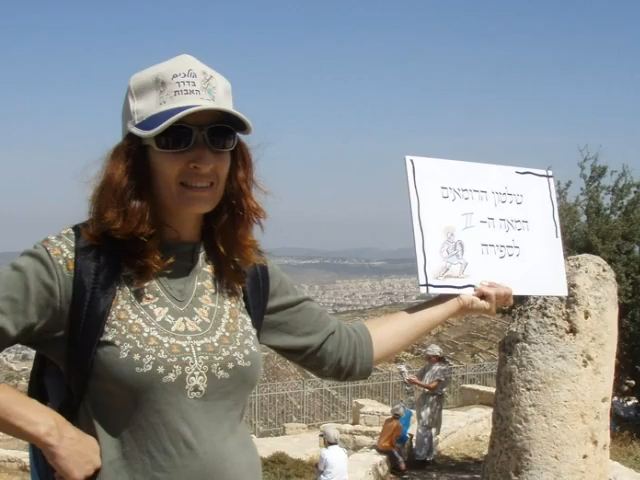 הולכים
בדרך
האבות
שלטון הרומאים
המאה ה- II
לספירה